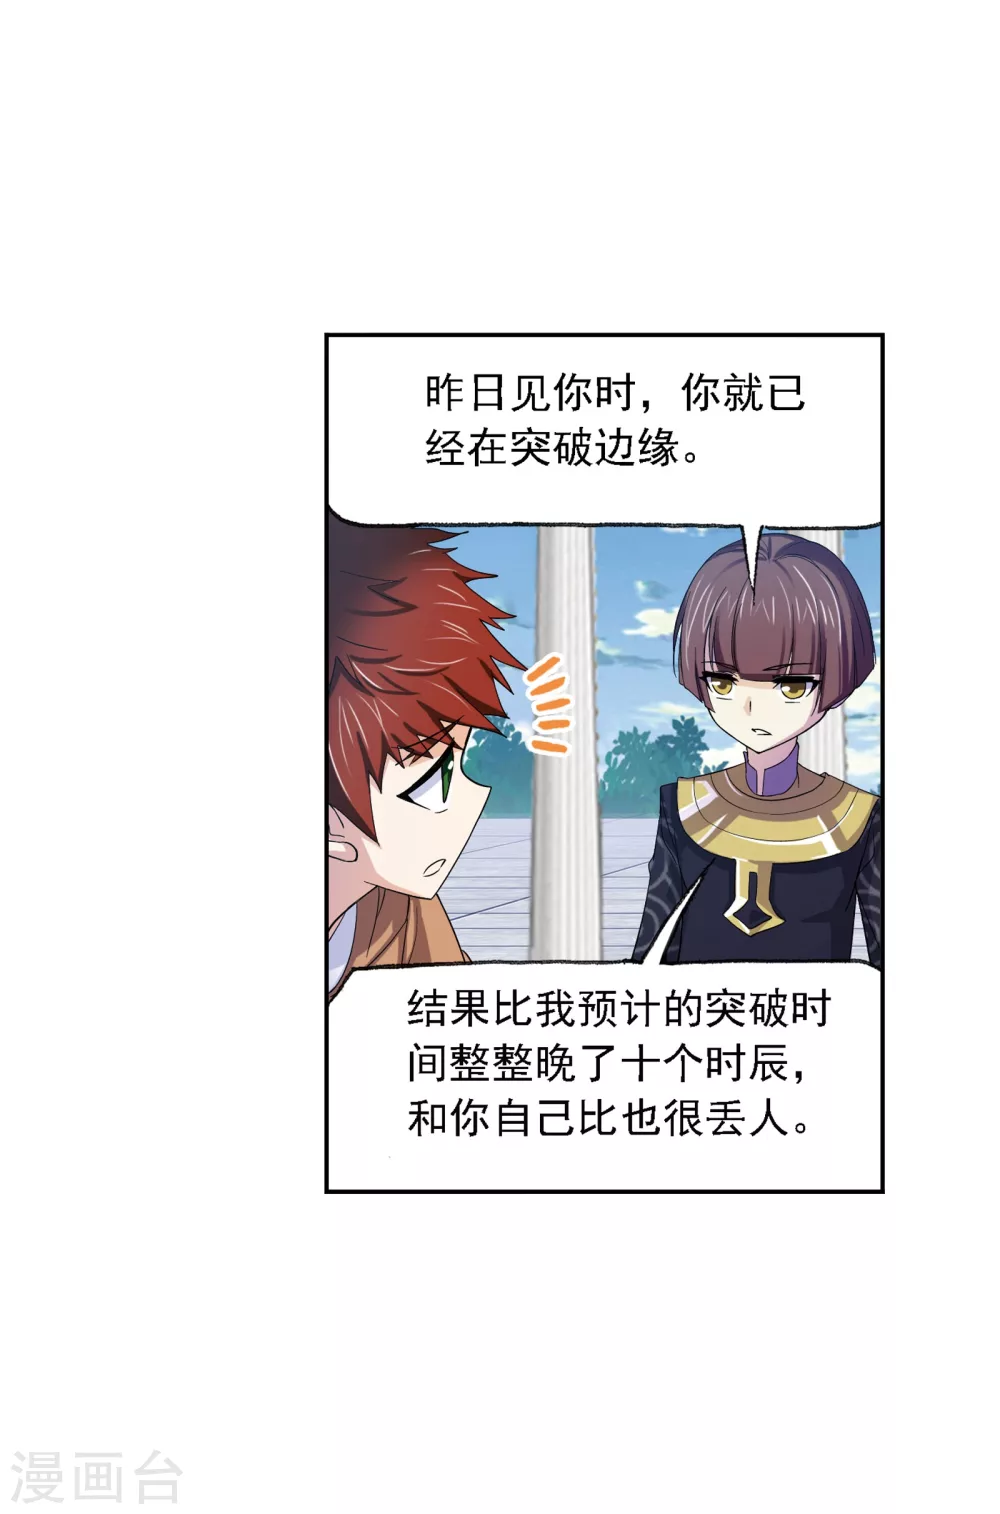 昨日见你时，你就已
经在突破边缘。
结果比我预计的突破时
间整整晚了十个时辰，
和你自己比也很丢人。
漫画台